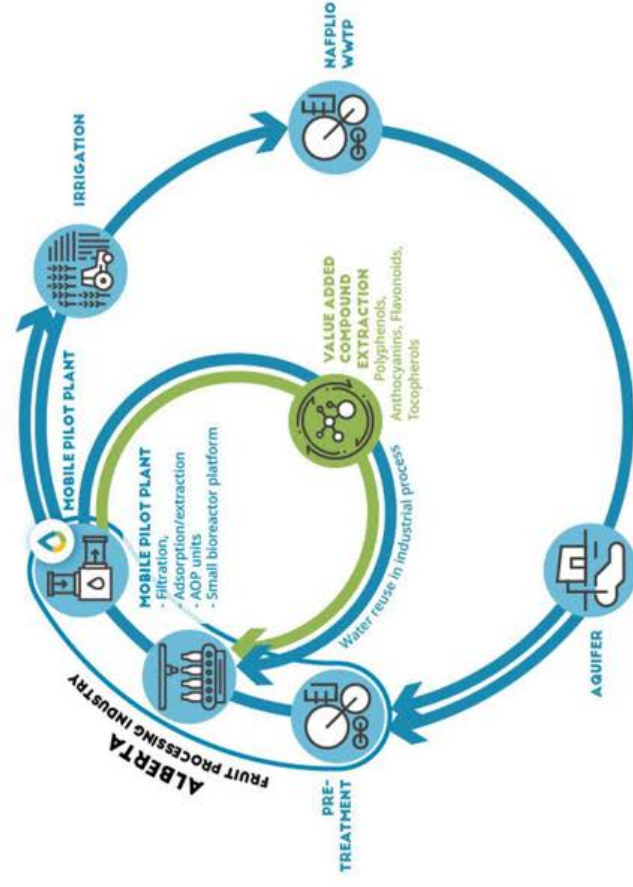 ALBERTA
FRUIT PROCESSING INDUSTRY
MOBILE PILOT PLANT
MOBILE PILOT PLANT
- Filtration,
- Adsorption/extraction
- AOP units
- Small bioreactor platform
IRRIGATION
NAFPLIO
WWTP
VALUE ADDED
COMPOUND
EXTRACTION
Polyphenols,
Anthocyanins, Flavonoids,
Tocopherols
Water reuse in industrial process
PRE-
TREATMENT
AQUIFER